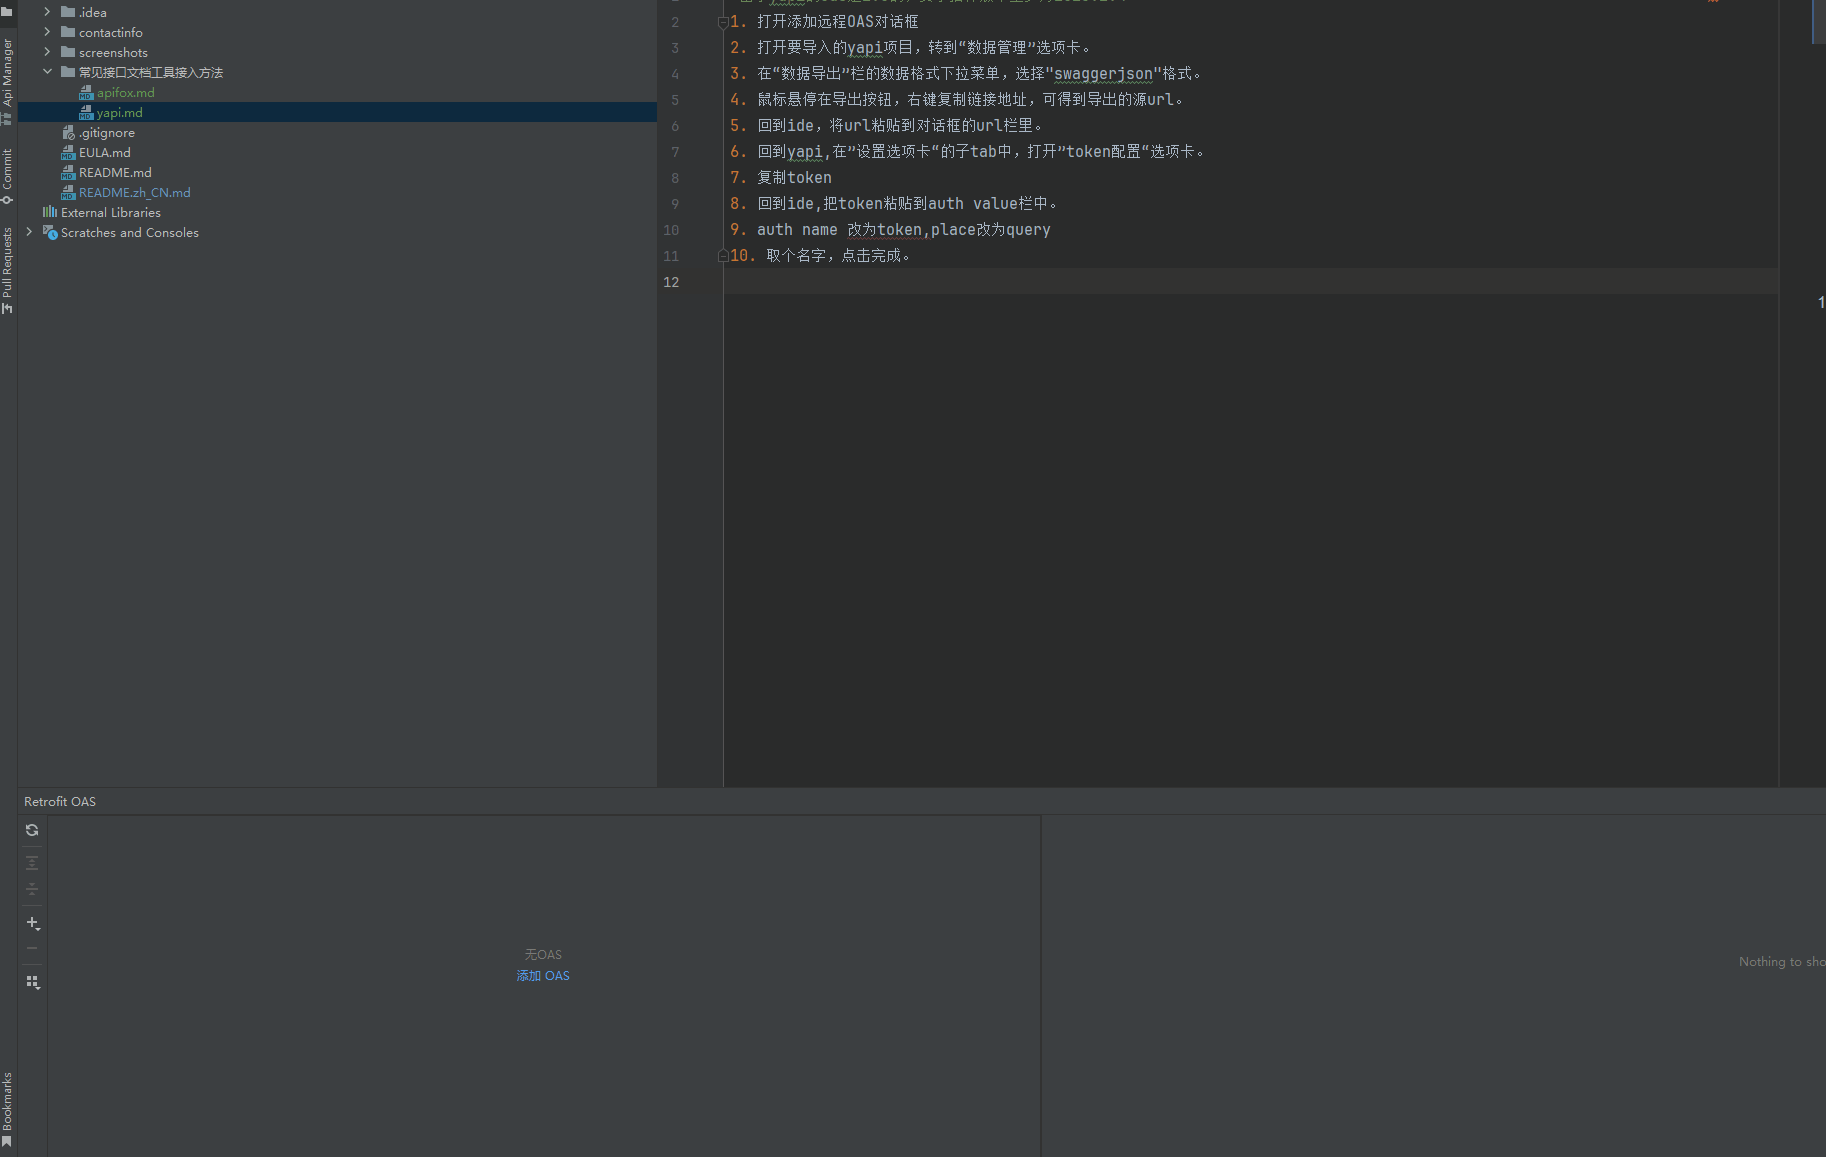 .idea
contactinfo
screenshots
常见接口文档工具接入方法
apifox.md
yapi.md
.gitignore
EULA.md
README.md
README.zh_CN.md
External Libraries
Scratches and Consoles
Api Manager
Commit
Pull Requests
Bookmarks
2 1. 打开添加远程OAS对话框
3 2. 打开要导入的yapi项目，转到“数据管理”选项卡。
4 3. 在“数据导出”栏的数据格式下拉菜单，选择"swaggerjson"格式。
5 4. 鼠标悬停在导出按钮，右键复制链接地址，可得到导出的源url。
6 5. 回到ide，将url粘贴到对话框的url栏里。
7 6. 回到yapi,在”设置选项卡“的子tab中，打开”token配置“选项卡。
8 7. 复制token
9 8. 回到ide,把token粘贴到auth value栏中。
10 9. auth name 改为token,place改为query
11 10. 取个名字，点击完成。
12
Retrofit OAS
无OAS
添加 OAS
Nothing to sho